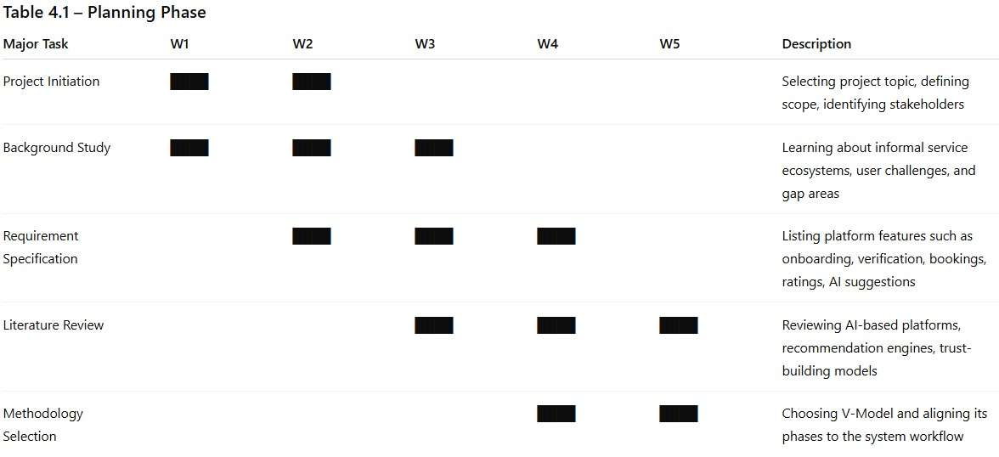 Table 4.1 – Planning Phase
Major Task W1 W2 W3 W4 W5 Description
Project Initiation ████ ████ Selecting project topic, defining
scope, identifying stakeholders
Background Study ████ ████ ████ Learning about informal service
ecosystems, user challenges, and
gap areas
Requirement ████ ████ ████ Listing platform features such as
Specification onboarding, verification, bookings,
ratings, AI suggestions
Literature Review ████ ████ ████ Reviewing AI-based platforms,
recommendation engines, trust-
building models
Methodology ████ ████ Choosing V-Model and aligning its
Selection phases to the system workflow